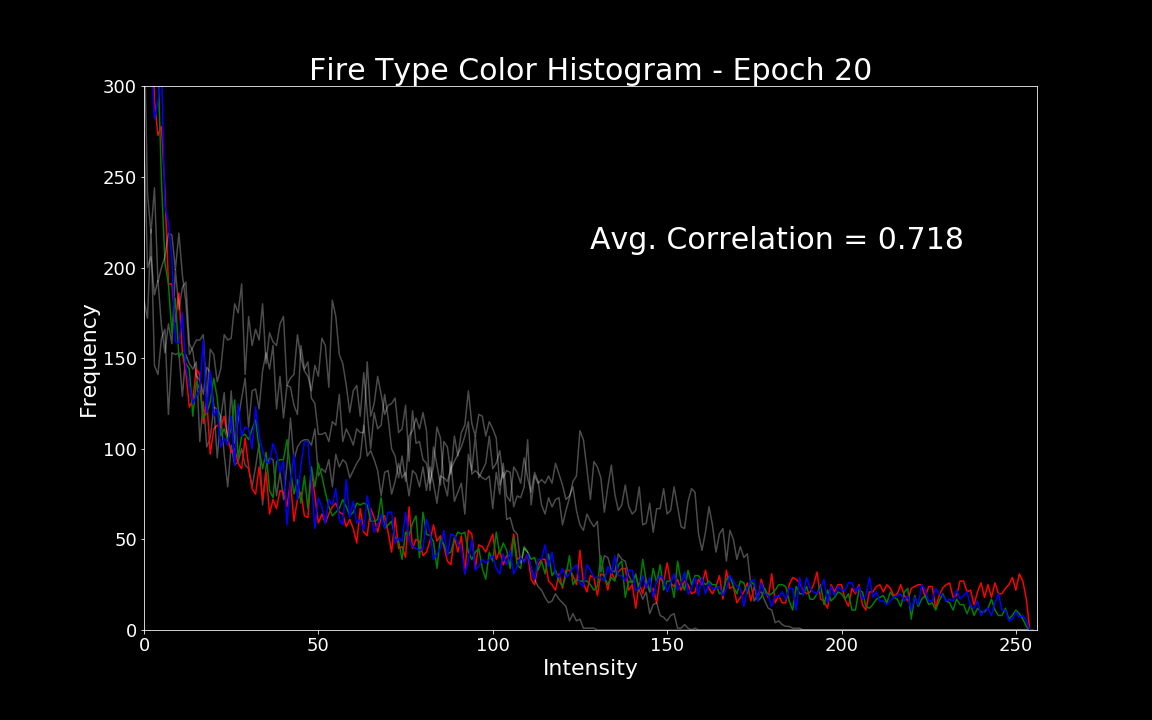 Fire Type Color Histogram - Epoch 20
300
250
200
150
100
50
0
Frequency
Avg. Correlation = 0.718
0 50 100 150 200 250
Intensity